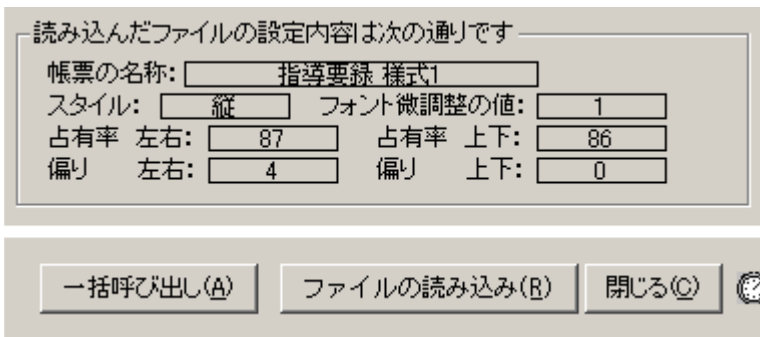 読み込んだファイルの設定内容は次の通りです
帳票の名称: 指導要録 様式1
スタイル: 縦 フォント微調整の値: 1
占有率 左右: 87 占有率 上下: 86
偏り 左右: 4 偏り 上下: 0
一括呼び出し(A) ファイルの読み込み(R) 閉じる(C)